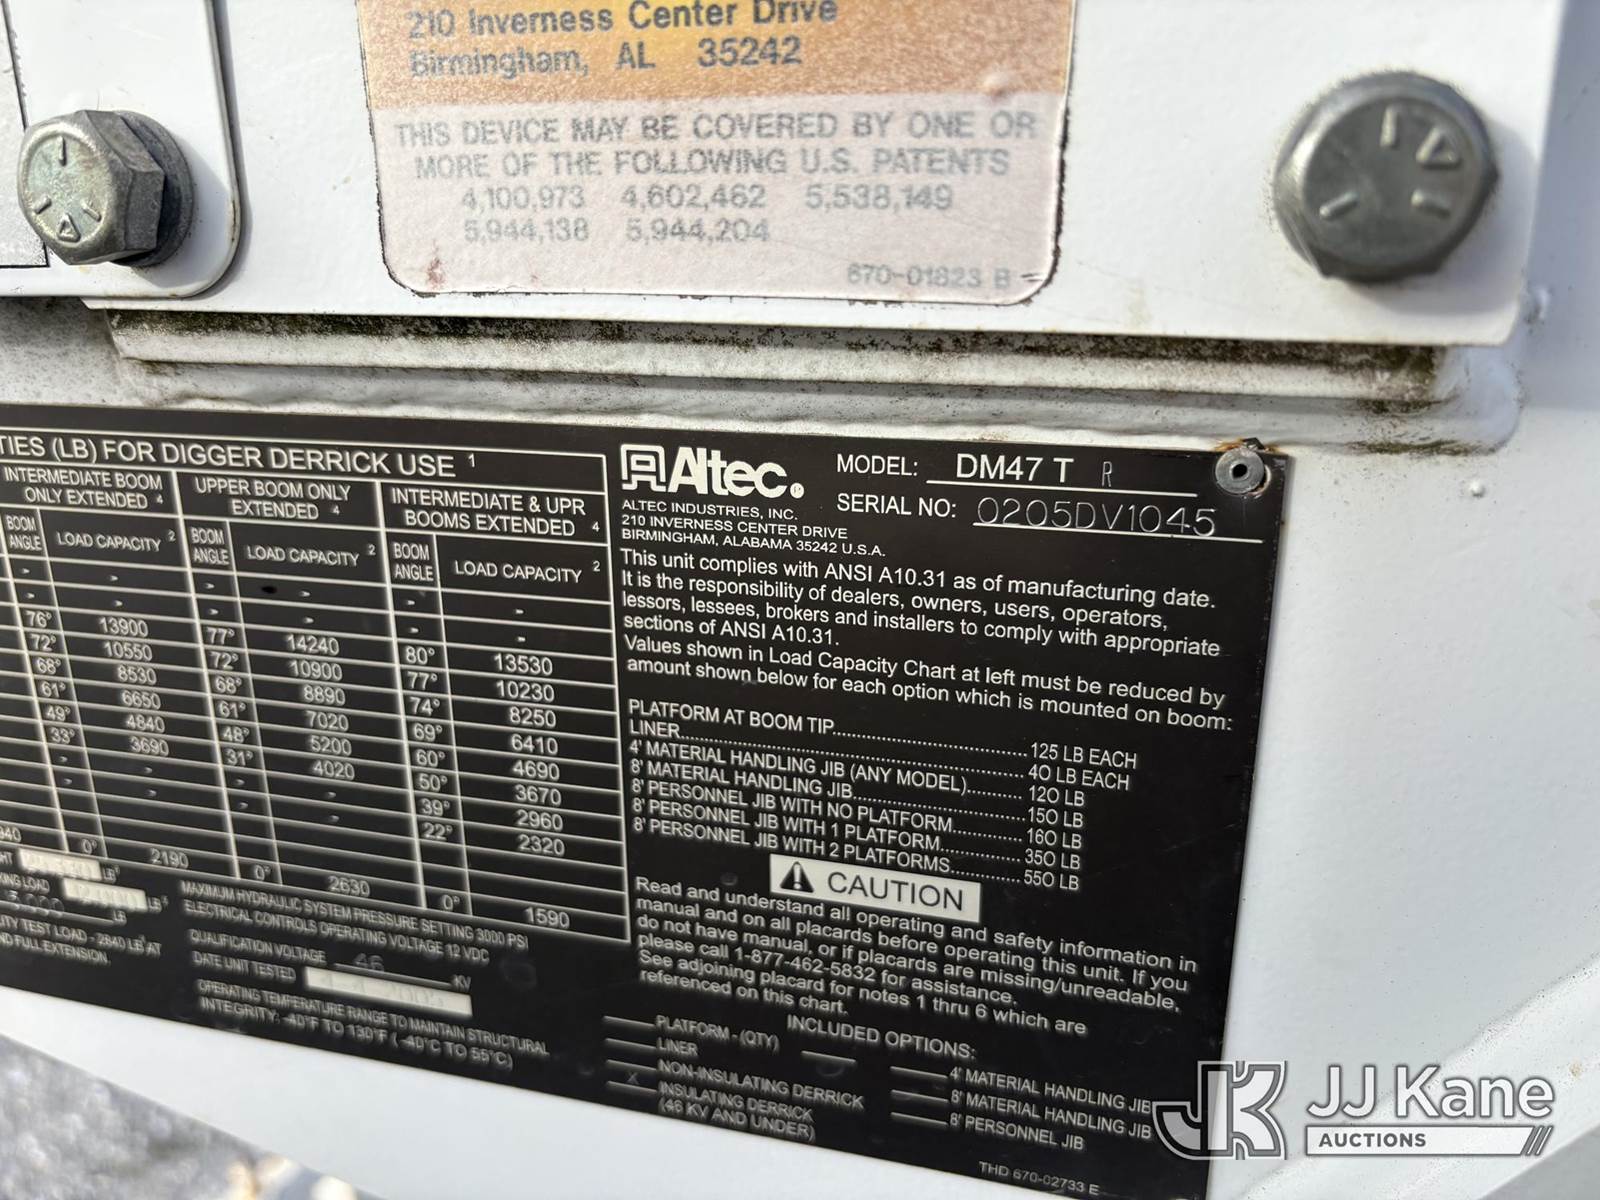 210 Inverness Center Drive
Birmingham, AL 35242
THIS DEVICE MAY BE COVERED BY ONE OR
MORE OF THE FOLLOWING U.S. PATENTS
4,100,973 4,602,462 5,538,149
5,944,138 5,944,204
670-01823 B
TIES (LB) FOR DIGGER DERRICK USE 1
INTERMEDIATE BOOM
ONLY EXTENDED 4
BOOM ANGLE LOAD CAPACITY 2
- -
- -
76° 13900
72° 10550
68° 8530
61° 6650
49° 4840
33° 3690
- -
- -
- -
0° 2190
UPPER BOOM ONLY
EXTENDED 4
BOOM ANGLE LOAD CAPACITY 2
- -
- -
77° 14240
72° 10900
68° 8890
61° 7020
48° 5200
31° 4020
- -
- -
- -
0° 2630
INTERMEDIATE & UPR
BOOMS EXTENDED 4
BOOM ANGLE LOAD CAPACITY 2
- -
- -
80° 13530
77° 10230
74° 8250
69° 6410
60° 4690
50° 3670
39° 2960
22° 2320
0° 1590
940
LB
LB
LB
TEST LOAD - 2840 LB AT
FULL EXTENSION.
MAXIMUM HYDRAULIC SYSTEM PRESSURE SETTING 3000 PSI
ELECTRICAL CONTROLS OPERATING VOLTAGE 12 VDC
QUALIFICATION VOLTAGE 46 KV
DATE UNIT TESTED
OPERATING TEMPERATURE RANGE TO MAINTAIN STRUCTURAL
INTEGRITY: -40°F TO 130°F ( -40°C TO 55°C)
Altec®
ALTEC INDUSTRIES, INC.
210 INVERNESS CENTER DRIVE
BIRMINGHAM, ALABAMA 35242 U.S.A.
MODEL: DM47 T R
SERIAL NO: 0205DV1045
This unit complies with ANSI A10.31 as of manufacturing date.
It is the responsibility of dealers, owners, users, operators,
lessors, lessees, brokers and installers to comply with appropriate
sections of ANSI A10.31.
Values shown in Load Capacity Chart at left must be reduced by
amount shown below for each option which is mounted on boom:
PLATFORM AT BOOM TIP 125 LB EACH
LINER 40 LB EACH
4' MATERIAL HANDLING JIB (ANY MODEL) 120 LB
8' MATERIAL HANDLING JIB 150 LB
8' PERSONNEL JIB WITH NO PLATFORM 160 LB
8' PERSONNEL JIB WITH 1 PLATFORM 350 LB
8' PERSONNEL JIB WITH 2 PLATFORMS 550 LB
CAUTION
Read and understand all operating and safety information in
manual and on all placards before operating this unit. If you
do not have manual, or if placards are missing/unreadable,
please call 1-877-462-5832 for assistance.
See adjoining placard for notes 1 thru 6 which are
referenced on this chart.
INCLUDED OPTIONS:
PLATFORM - (QTY)
LINER
NON-INSULATING DERRICK
X INSULATING DERRICK
(46 KV AND UNDER)
4' MATERIAL HANDLING JIB
8' MATERIAL HANDLING JIB
8' PERSONNEL JIB
THD 670-02733 E
JK JJ Kane
AUCTIONS